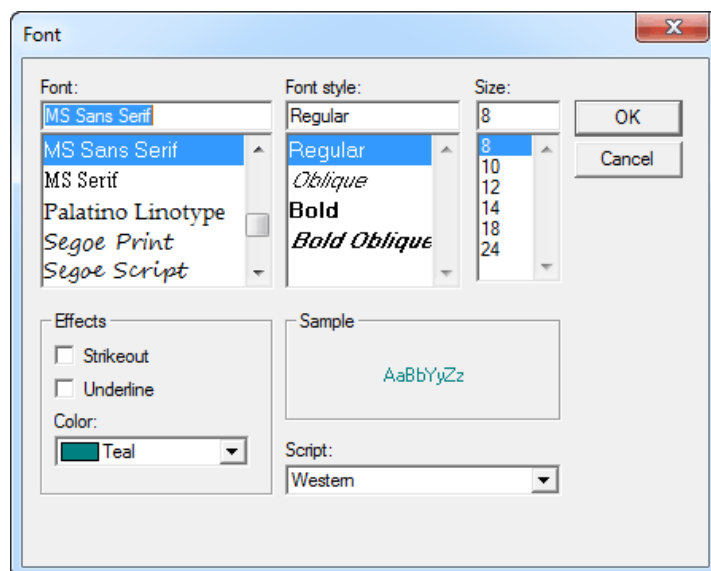 Font
Font:
MS Sans Serif
MS Sans Serif
MS Serif
Palatino Linotype
Segoe Print
Segoe Script
Font style:
Regular
Regular
Oblique
Bold
Bold Oblique
Size:
8
8
10
12
14
18
24
OK
Cancel
Effects
Strikeout
Underline
Color:
Teal
Sample
AaBbYyZz
Script:
Western